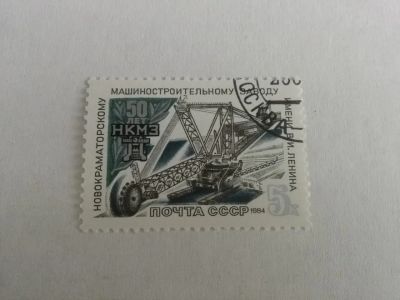 НОВОКРАМАТОРСКОМУ
МАШИНОСТРОИТЕЛЬНОМУ ЗАВОДУ
ИМЕНИ В.И. ЛЕНИНА
50
ЛЕТ
НКМЗ
5к
ПОЧТА СССР 1984